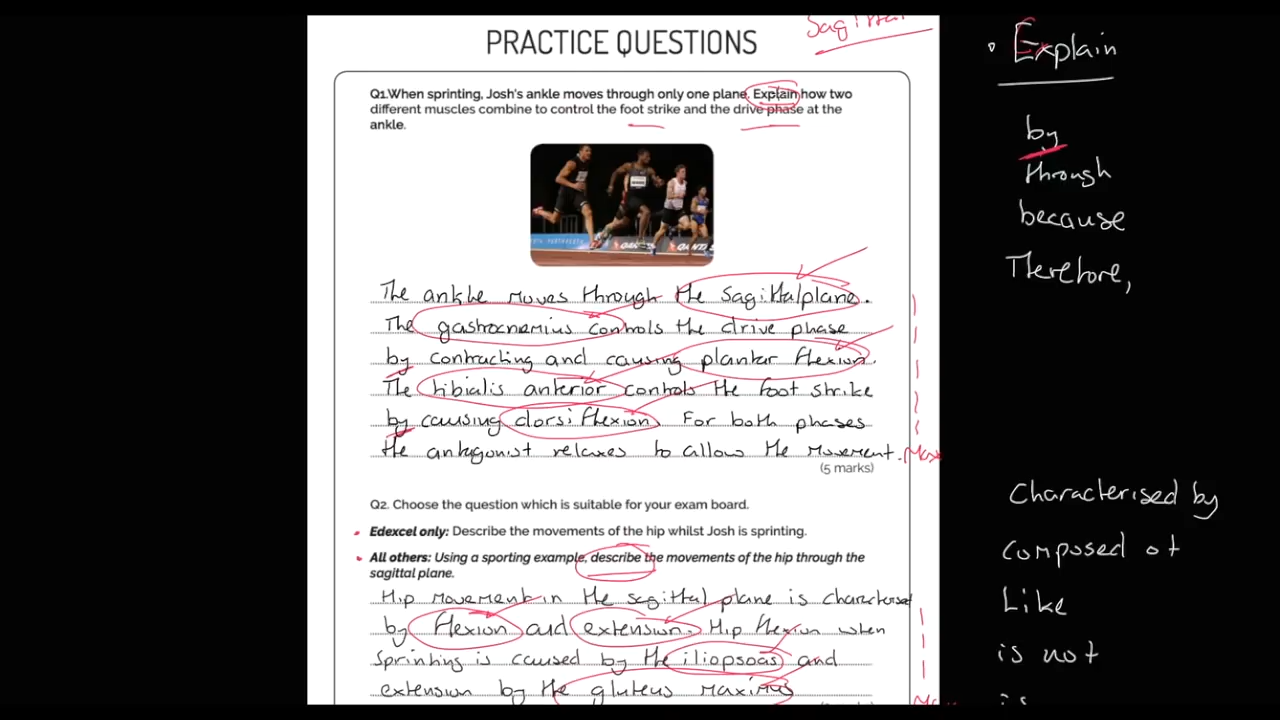 Sagittal
PRACTICE QUESTIONS
Q1.When sprinting, Josh's ankle moves through only one plane. Explain how two
different muscles combine to control the foot strike and the drive phase at the
ankle.
The ankle moves through the Sagittal plane.
The gastrocnemius controls the drive phase
by contracting and causing plantar flexion.
The tibialis anterior controls the foot strike
by causing dorsiflexion. For both phases
the antagonist relaxes to allow the movement. Max
(5 marks)
Q2. Choose the question which is suitable for your exam board.
Edexcel only: Describe the movements of the hip whilst Josh is sprinting.
All others: Using a sporting example, describe the movements of the hip through the
sagittal plane.
Hip movement in the sagittal plane is characterised
by flexion and extension. Hip flexion when
sprinting is caused by the iliopsoas and
extension by the gluteus maximus
Explain
by
through
because
Therefore,
Characterised by
composed of
Like
is not
is